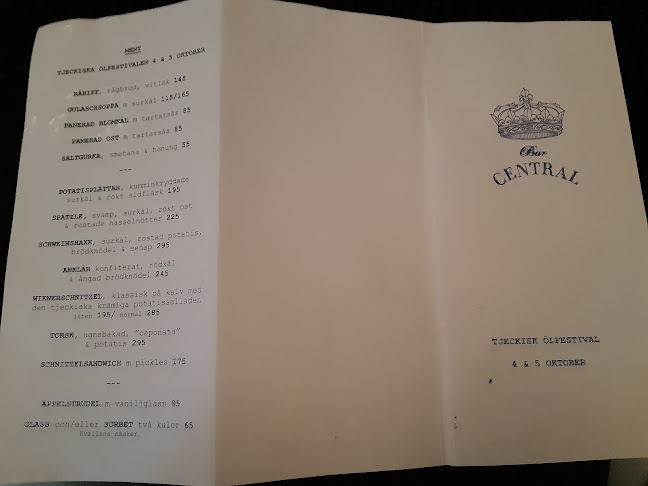 MENY
TJECKISKA ÖLFESTIVALEN 4 & 5 OKTOBER
RÅBIFF, rågbröd, vitlök 145
GULASCHSOPPA m surkål 115/165
PANERAD BLOMKÅL m tartarsås 85
PANERAD OST m tartarsås 85
SALTGURKA, smetana & honung 55
---
POTATISPLÄTTAR, kumminkryddade
surkål & rökt sidfläsk 195
SPÄTZLE, svamp, surkål, rökt ost
& rostade hasselnötter 225
SCHWEINSHAXE, surkål, rostad potatis,
brödknödel & senap 295
ANKLÅR konfiterat, rödkål
& ångad brödknödel 245
WIENERSCHNITZEL, klassisk på kalv med
den tjeckiska krämiga potatissalladen
liten 195/ normal 285
TORSK, ugnsbakad, "caponata"
& potatis 295
SCHNITZELSANDWICH m pickles 175
---
ÄPPELSTRUDEL m vaniljglass 95
GLASS och/eller SORBET två kulor 65
Kvällens smaker.
Bar
CENTRAL
TJECKISK ÖLFESTIVAL
4 & 5 OKTOBER